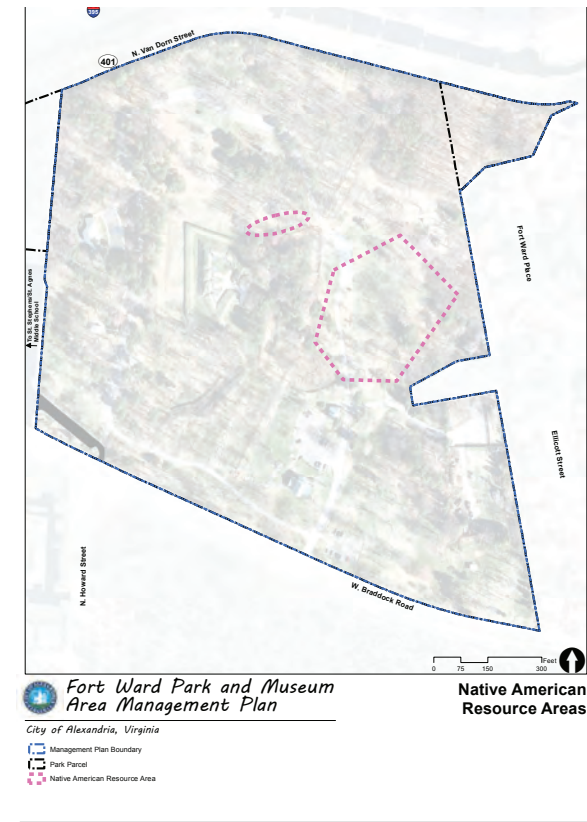 395
N. Van Dorn Street
401
Fort Ward Place
To St. Stephens/St. Agnes
Middle School
Ellicott Street
N. Howard Street
W. Braddock Road
Feet
0 75 150 300
Fort Ward Park and Museum
Area Management Plan
Native American
Resource Areas
City of Alexandria, Virginia
Management Plan Boundary
Park Parcel
Native American Resource Area